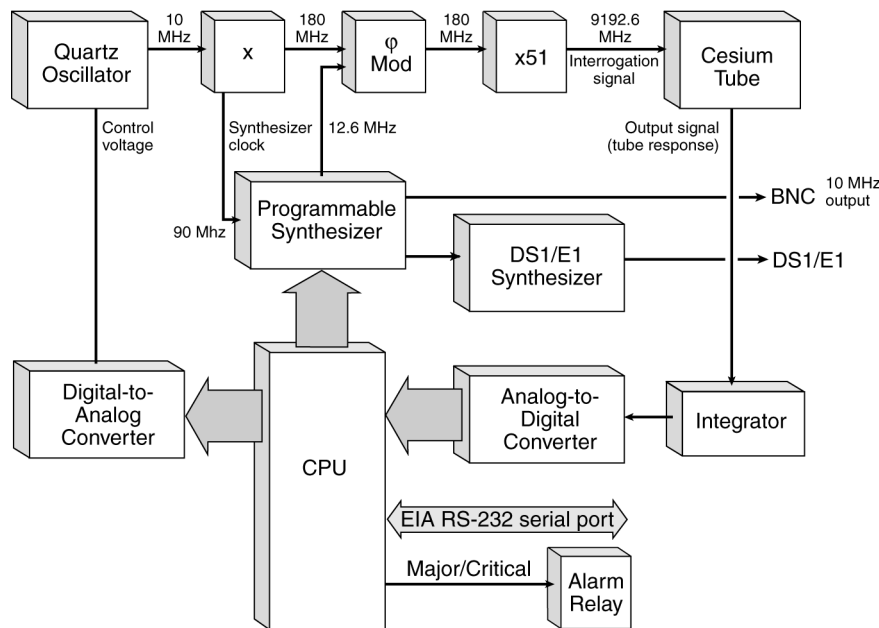 10
MHz
180
MHz
180
MHz
9192.6
MHz
Quartz
Oscillator
x
φ
Mod
x51
Interrogation
signal
Cesium
Tube
Control
voltage
Synthesizer
clock
12.6 MHz
Output signal
(tube response)
90 Mhz
Programmable
Synthesizer
BNC
10 MHz
output
DS1/E1
Synthesizer
DS1/E1
Digital-to-
Analog
Converter
CPU
Analog-to-
Digital
Converter
Integrator
EIA RS-232 serial port
Major/Critical
Alarm
Relay